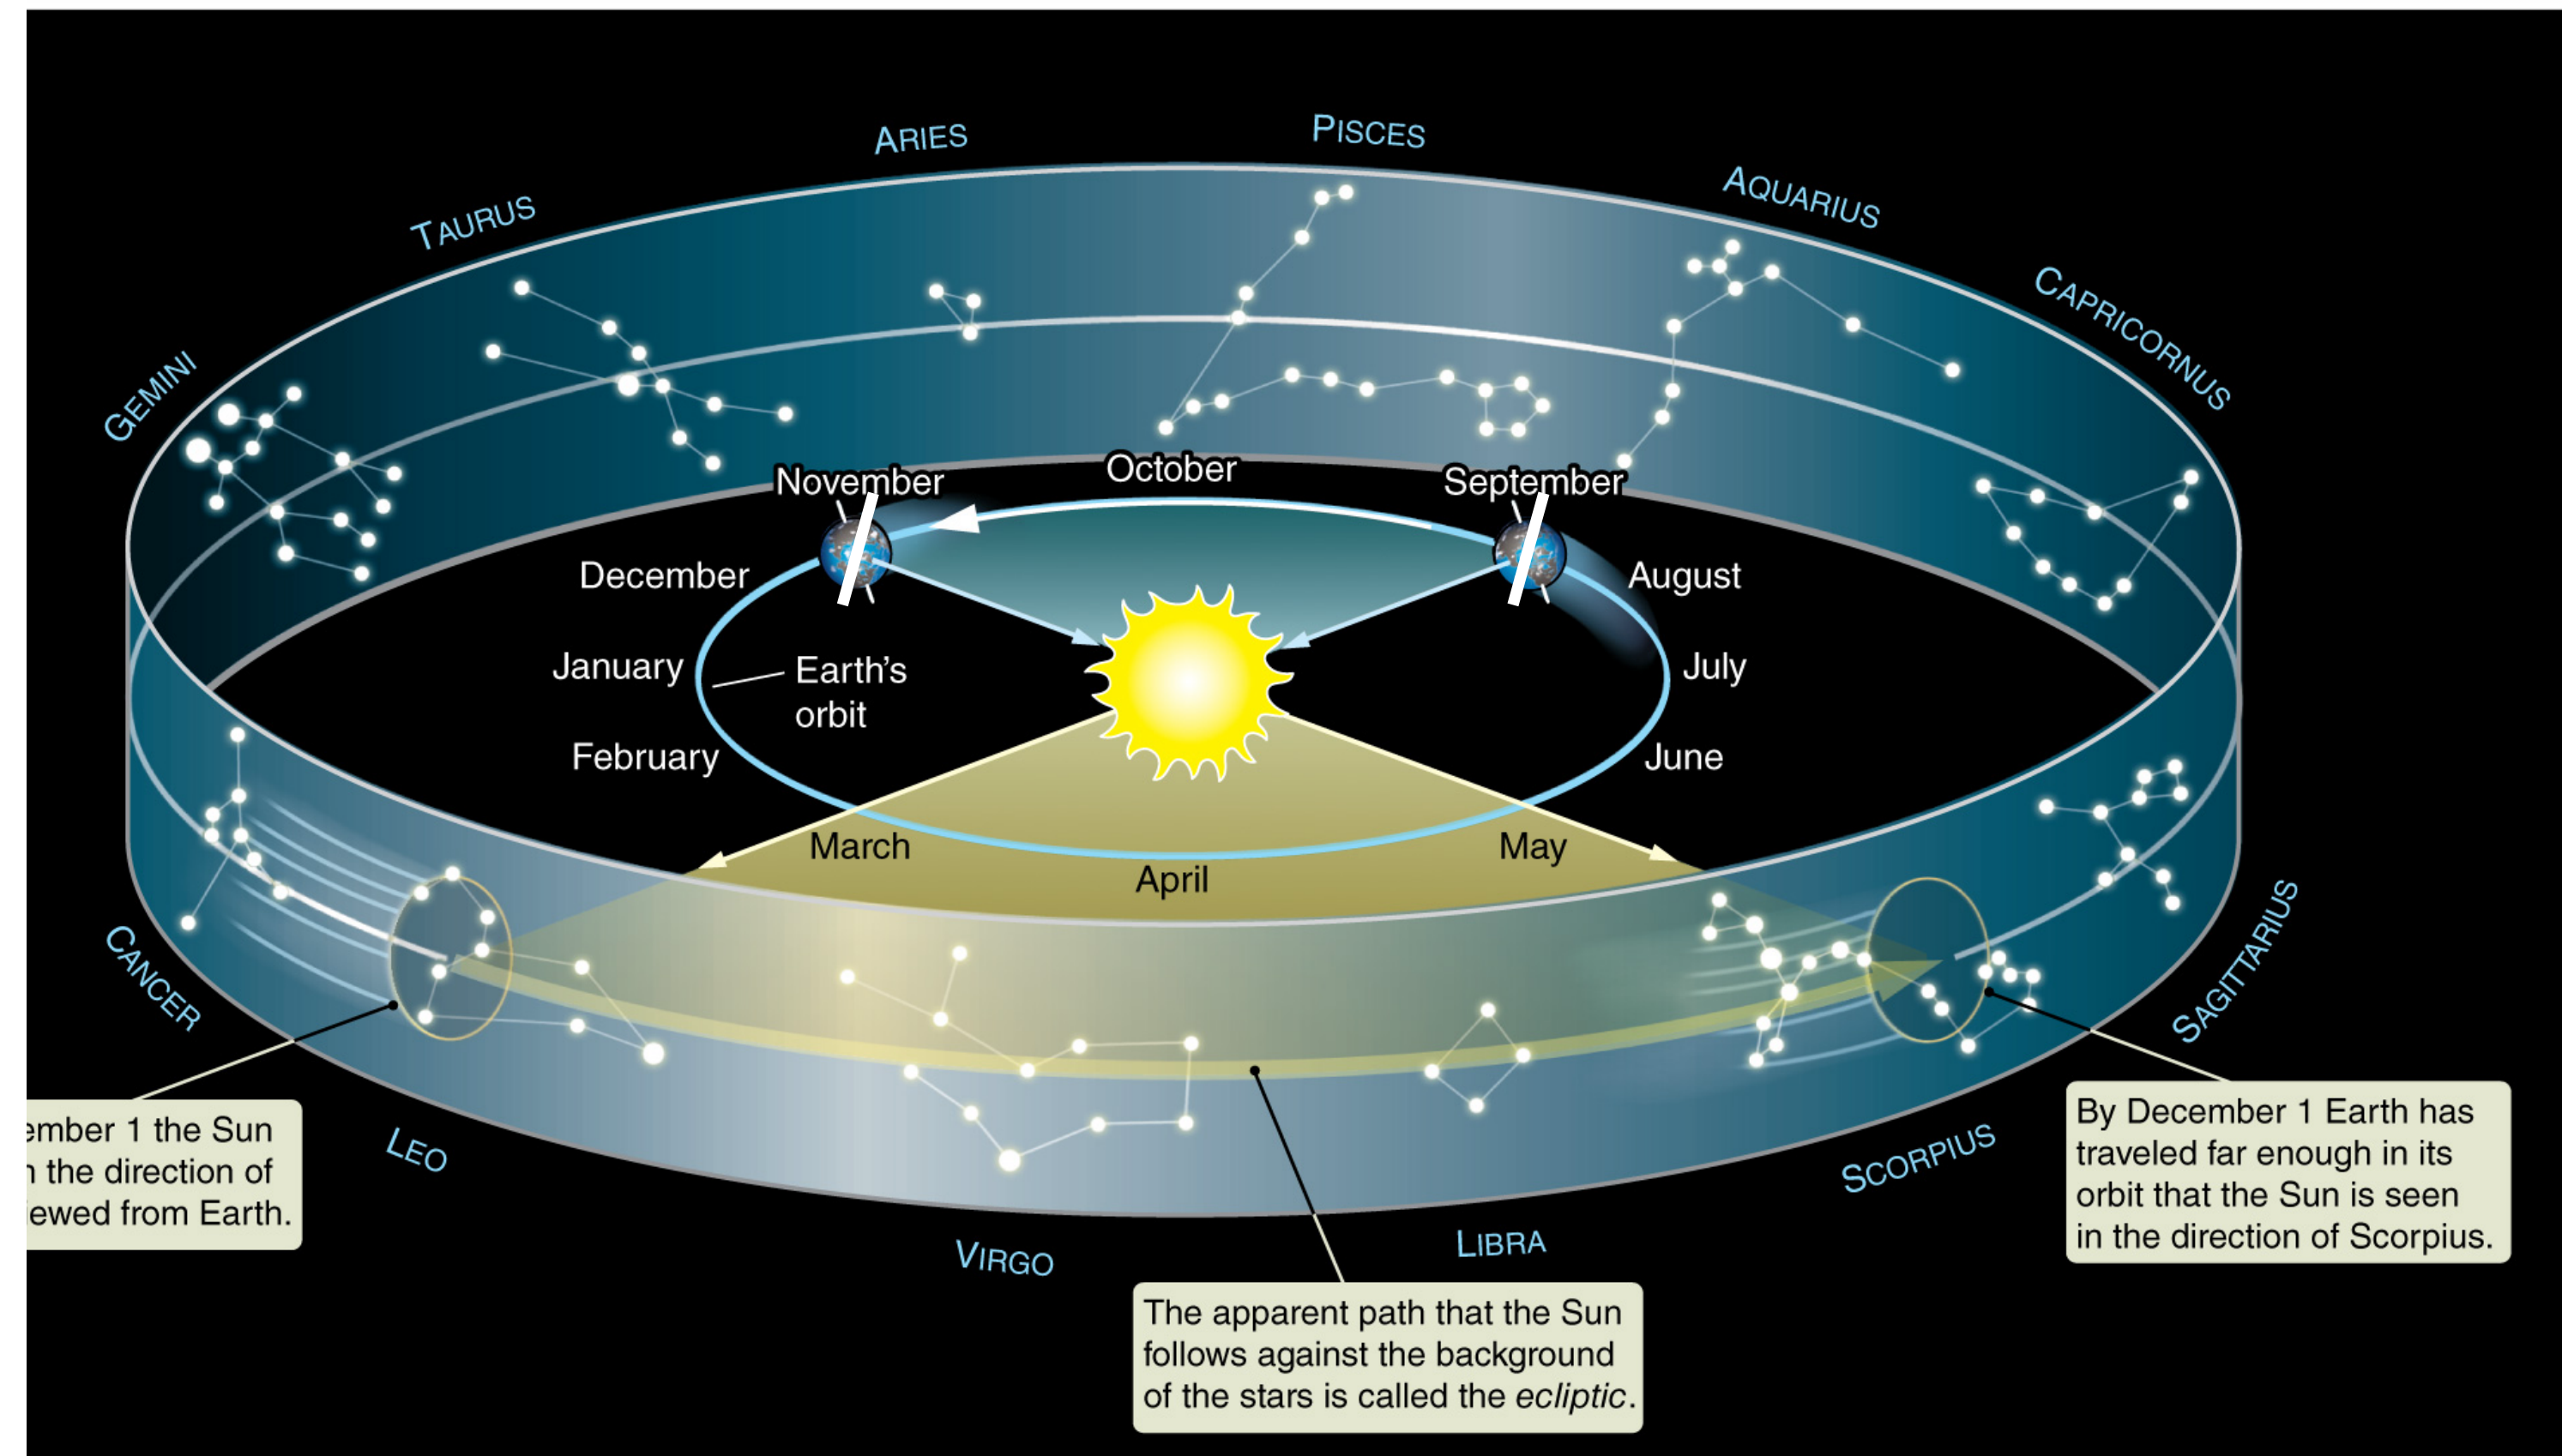 ARIES
PISCES
TAURUS
AQUARIUS
GEMINI
CAPRICORNUS
November
October
September
December
August
January
Earth's
orbit
July
February
June
March
April
May
CANCER
SAGITTARIUS
LEO
SCORPIUS
VIRGO
LIBRA
ember 1 the Sun
the direction of
iewed from Earth.
The apparent path that the Sun
follows against the background
of the stars is called the ecliptic.
By December 1 Earth has
traveled far enough in its
orbit that the Sun is seen
in the direction of Scorpius.